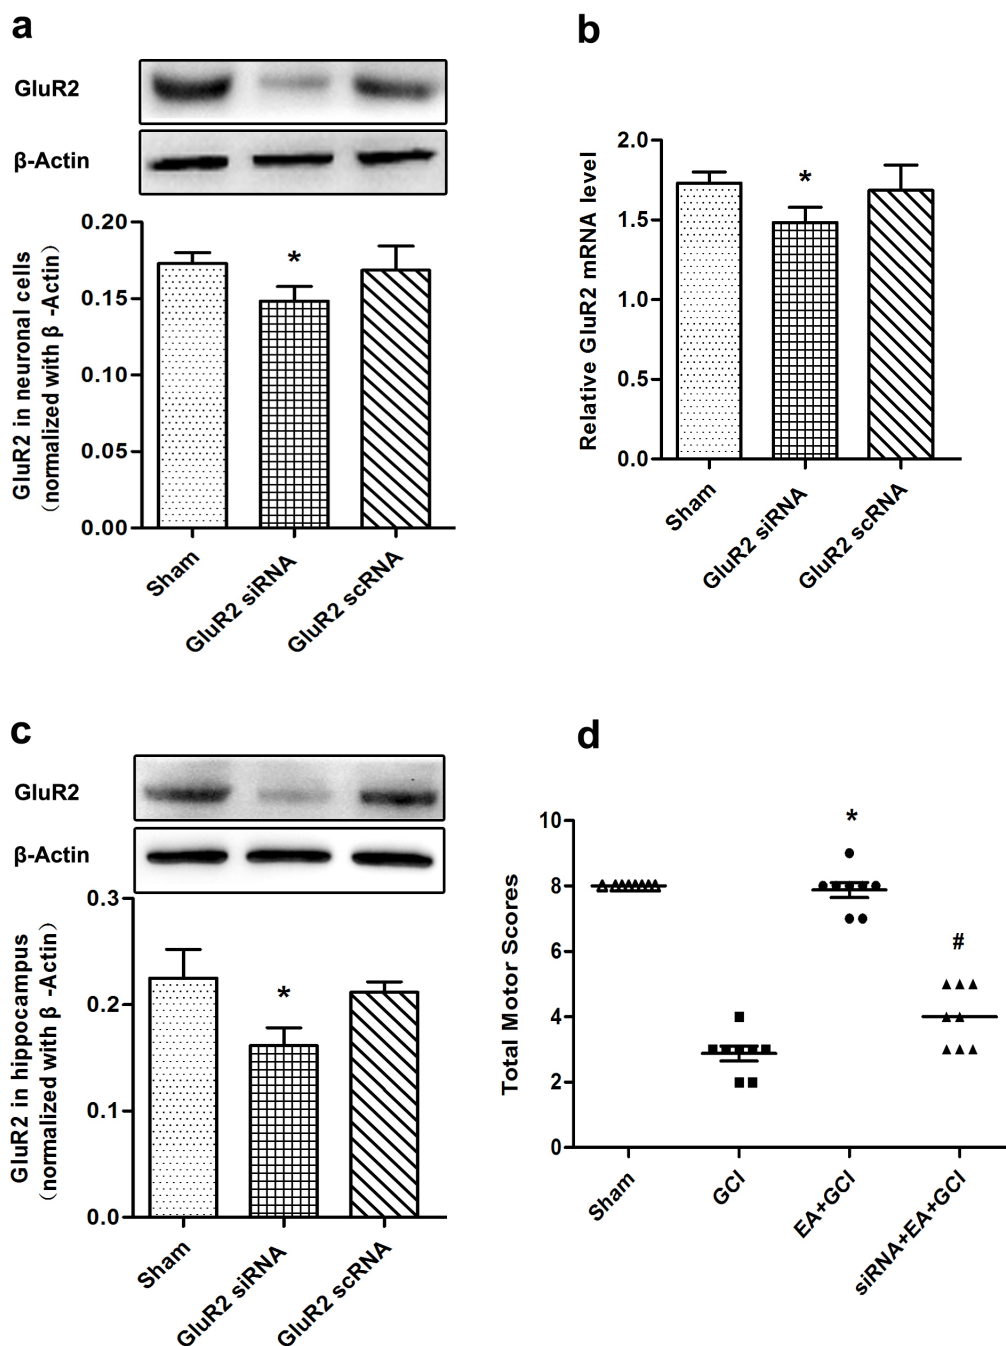 a
GluR2
β-Actin
GluR2 in neuronal cells
(normalized with β -Actin)
0.20
0.15
0.10
0.05
0.00
*
Sham
GluR2 siRNA
GluR2 scRNA
b
Relative GluR2 mRNA level
2.0
1.5
1.0
0.5
0.0
*
Sham
GluR2 siRNA
GluR2 scRNA
c
GluR2
β-Actin
GluR2 in hippocampus
(normalized with β -Actin)
0.3
0.2
0.1
0.0
*
Sham
GluR2 siRNA
GluR2 scRNA
d
Total Motor Scores
10
8
6
4
2
0
*
#
Sham
GCI
EA+GCI
siRNA+EA+GCI